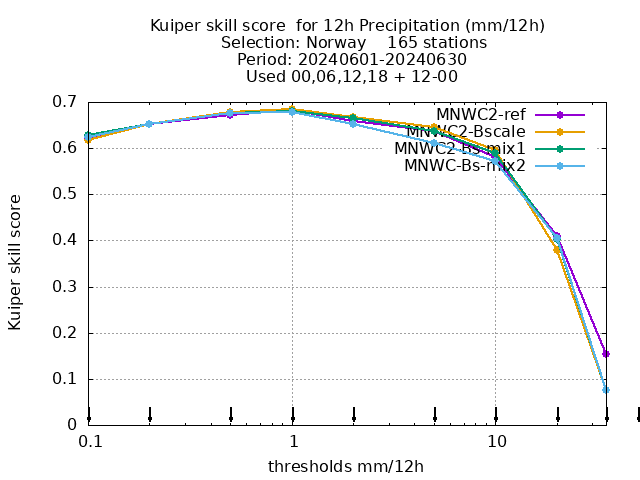 Kuiper skill score  for 12h Precipitation (mm/12h)
Selection: Norway    165 stations
Period: 20240601-20240630
Used 00,06,12,18 + 12-00
MNWC2-ref
MNWC2-Bscale
MNWC2-Bs-mix1
MNWC-Bs-mix2
0.7
0.6
0.5
0.4
0.3
0.2
0.1
0
Kuiper skill score
0.1 1 10
thresholds mm/12h